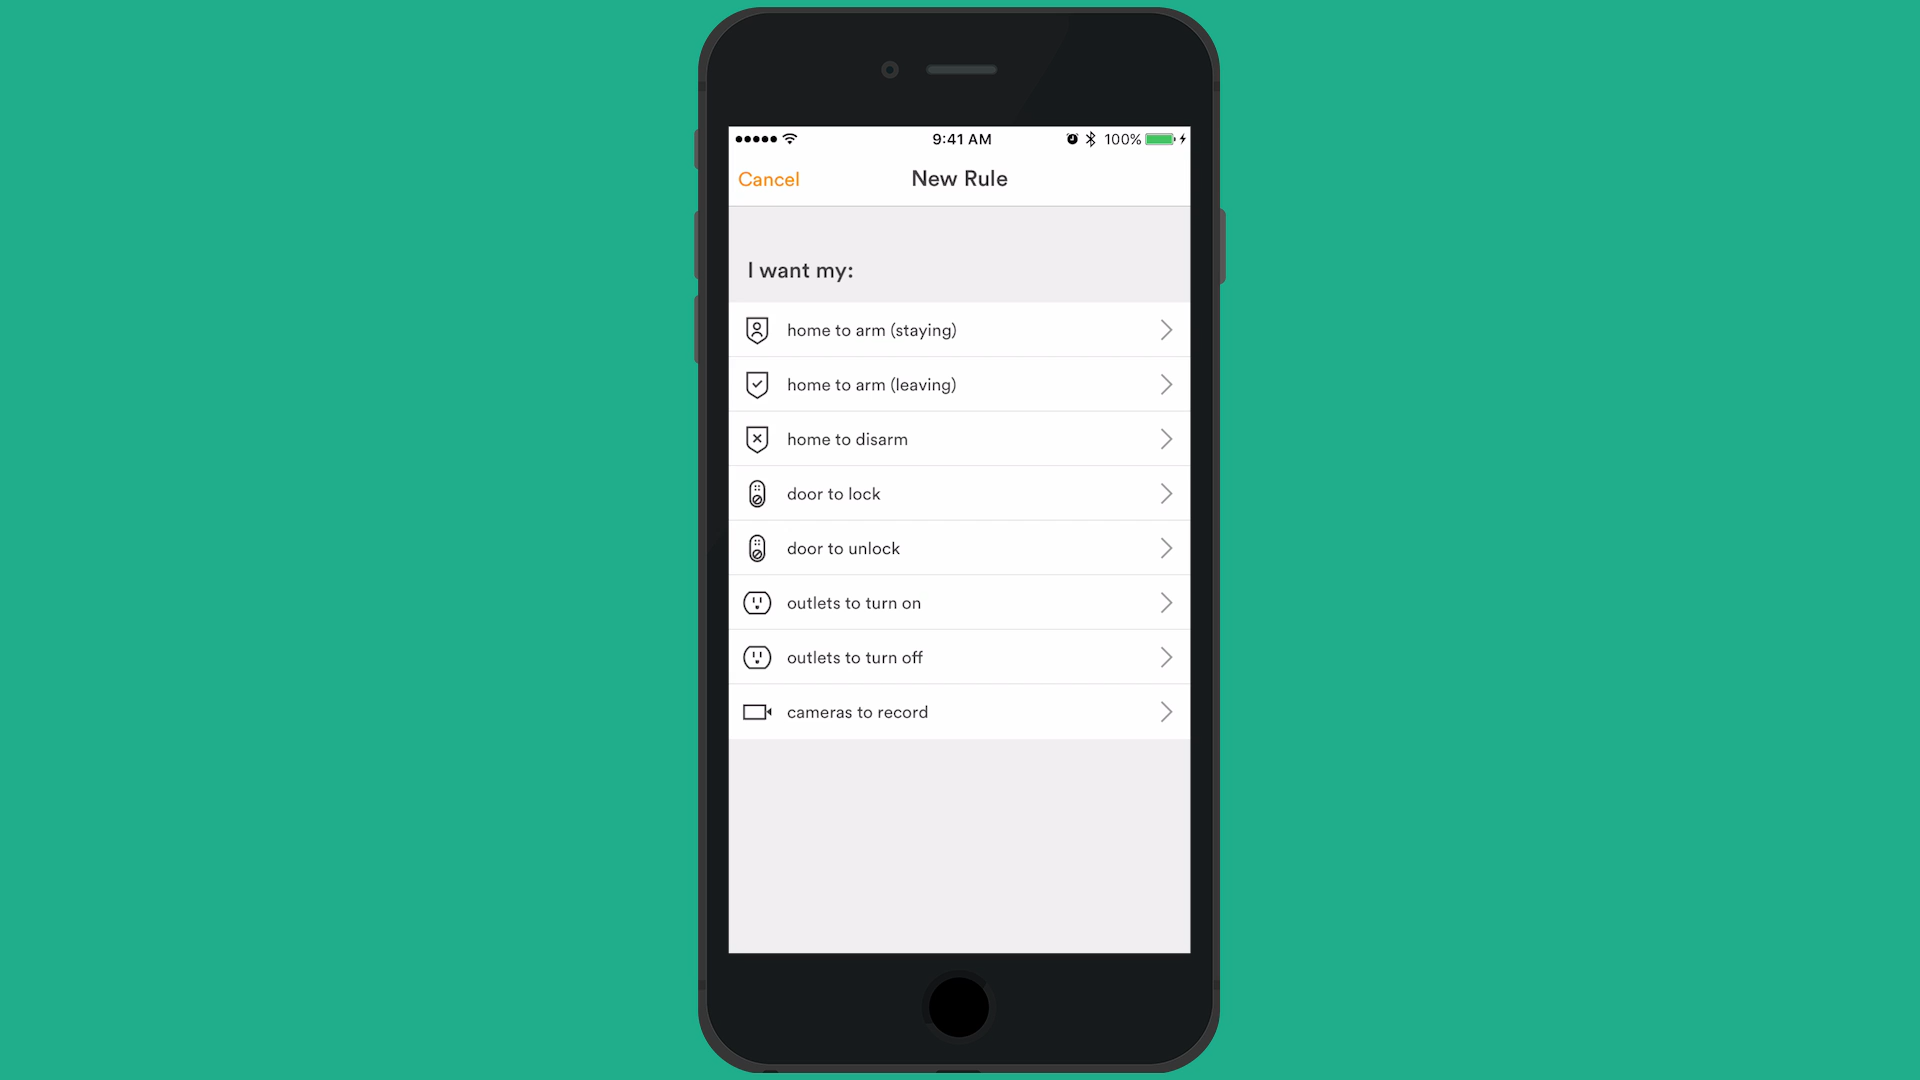 9:41 AM 100%
Cancel New Rule
I want my:
home to arm (staying)
home to arm (leaving)
home to disarm
door to lock
door to unlock
outlets to turn on
outlets to turn off
cameras to record